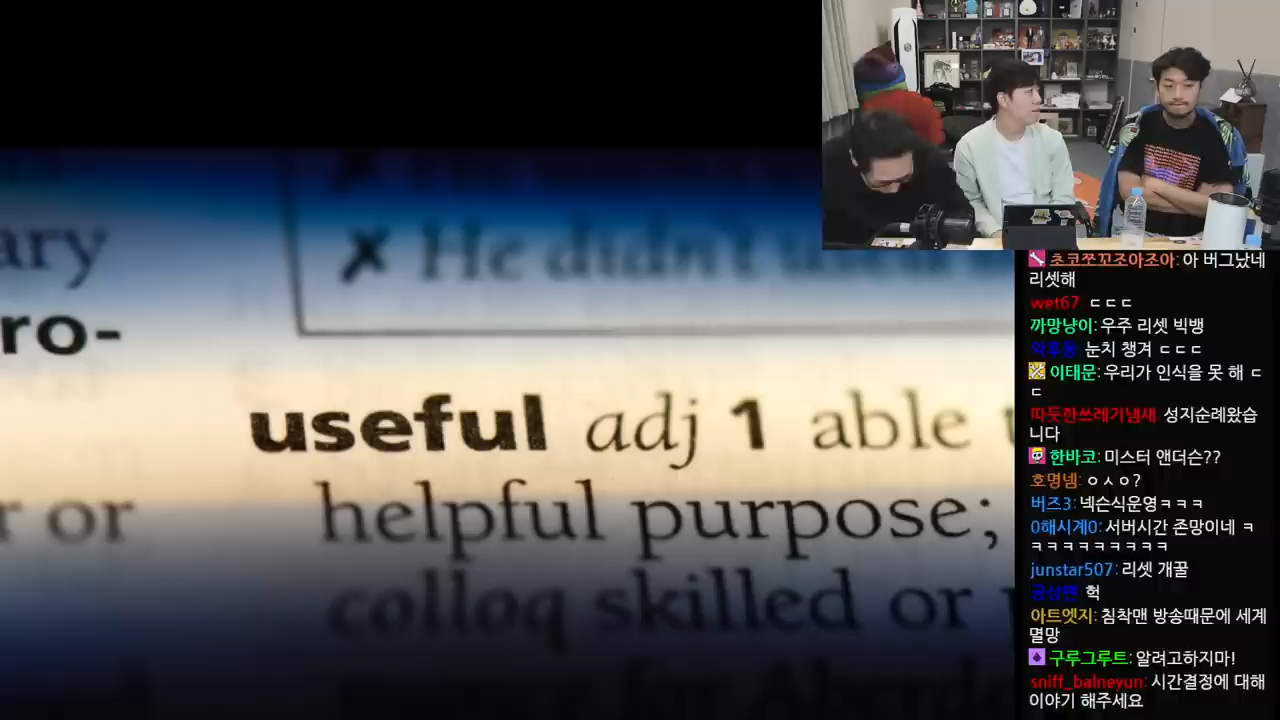 ary
ro-
r or
✗ He didn't
useful adj 1 able
helpful purpose;
colloq skilled or
초코쪼꼬조아조아: 아 버그났네
리셋해
wet67 ㄷㄷㄷ
까망냥이: 우주 리셋 빅뱅
눈치 챙겨 ㄷㄷㄷ
이태문: 우리가 인식을 못 해 ㄷ
ㄷ
따듯한쓰레기냄새 성지순례왔습
니다
한바코: 미스터 앤더슨??
호명넴: ㅇㅅㅇ?
버즈3: 넥슨식운영ㅋㅋㅋ
0해시계0: 서버시간 존망이네 ㅋ
ㅋㅋㅋㅋㅋㅋㅋㅋㅋ
junstar507: 리셋 개꿀
공상맨 헉
아트엣지: 침착맨 방송때문에 세계
멸망
구루그루트: 알려고하지마!
sniff_balneyun: 시간결정에 대해
이야기 해주세요